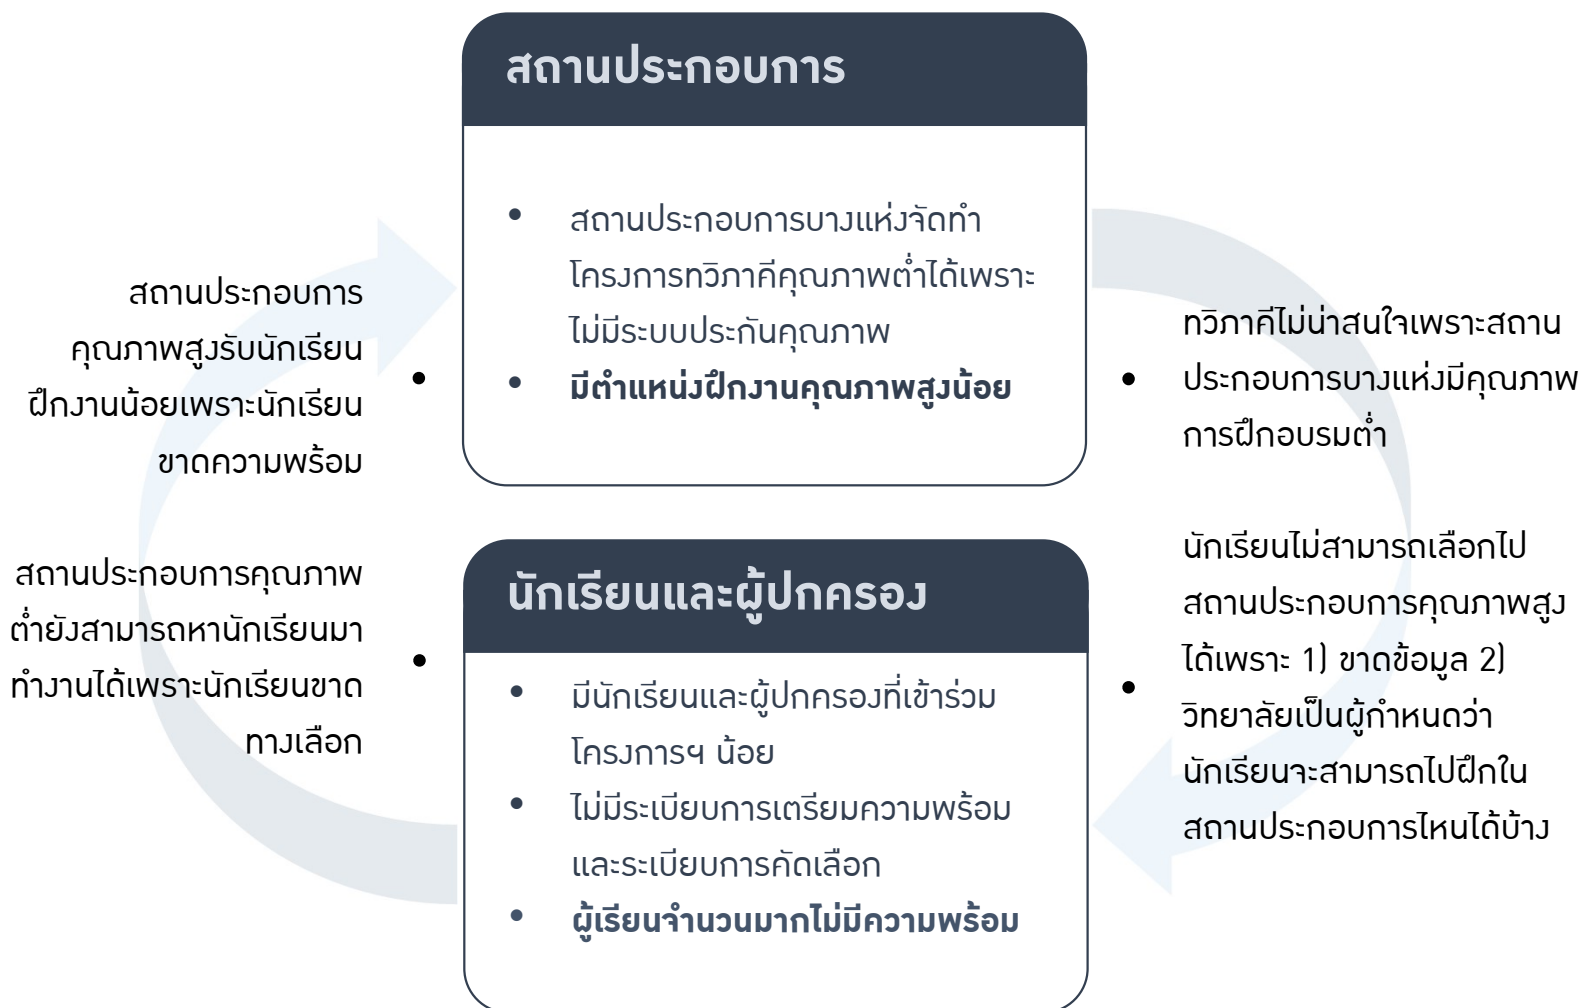 สถานประกอบการ
สถานประกอบการบางแห่งจัดทำ
โครงการทวิภาคีคุณภาพต่ำได้เพราะ
ไม่มีระบบประกันคุณภาพ
มีตำแหน่งฝึกงานคุณภาพสูงน้อย
สถานประกอบการ
คุณภาพสูงรับนักเรียน
ฝึกงานน้อยเพราะนักเรียน
ขาดความพร้อม
สถานประกอบการคุณภาพ
ต่ำยังสามารถหานักเรียนมา
ทำงานได้เพราะนักเรียนขาด
ทางเลือก
ทวิภาคีไม่น่าสนใจเพราะสถาน
ประกอบการบางแห่งมีคุณภาพ
การฝึกอบรมต่ำ
นักเรียนไม่สามารถเลือกไป
สถานประกอบการคุณภาพสูง
ได้เพราะ 1) ขาดข้อมูล 2)
วิทยาลัยเป็นผู้กำหนดว่า
นักเรียนจะสามารถไปฝึกใน
สถานประกอบการไหนได้บ้าง
นักเรียนและผู้ปกครอง
มีนักเรียนและผู้ปกครองที่เข้าร่วม
โครงการฯ น้อย
ไม่มีระเบียบการเตรียมความพร้อม
และระเบียบการคัดเลือก
ผู้เรียนจำนวนมากไม่มีความพร้อม